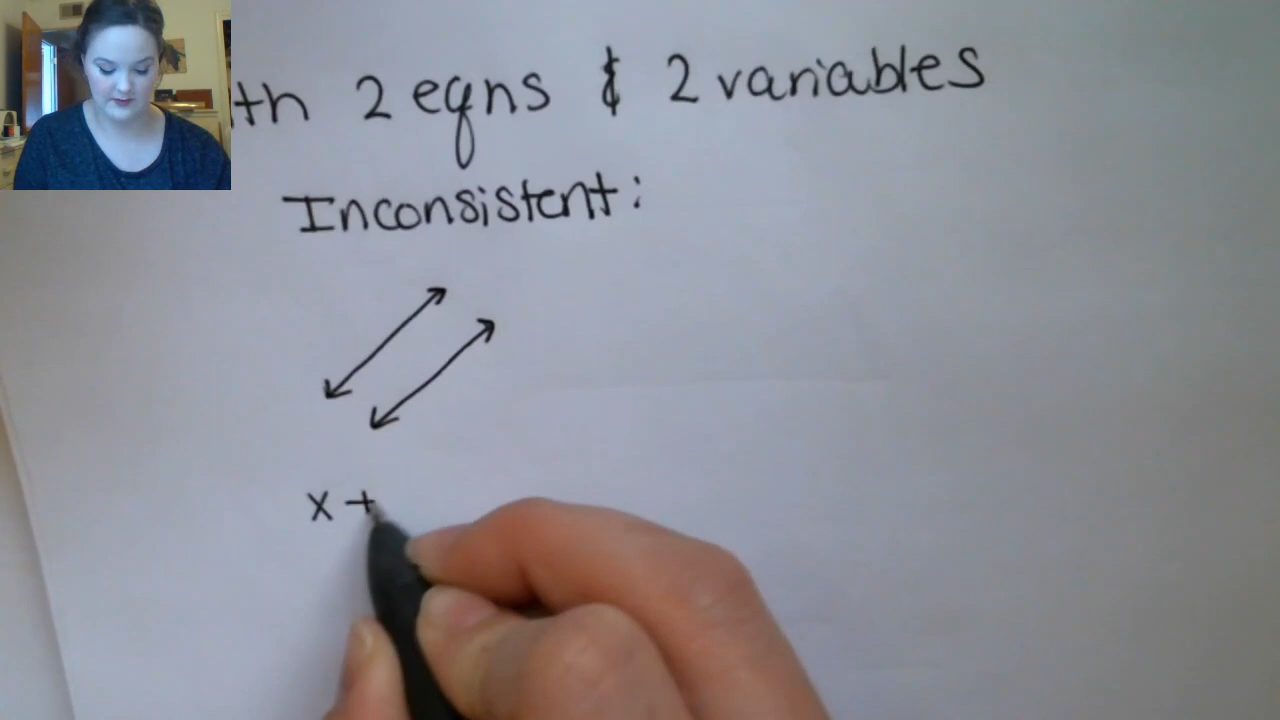 th 2 eqns & 2 variables
Inconsistent:
x +